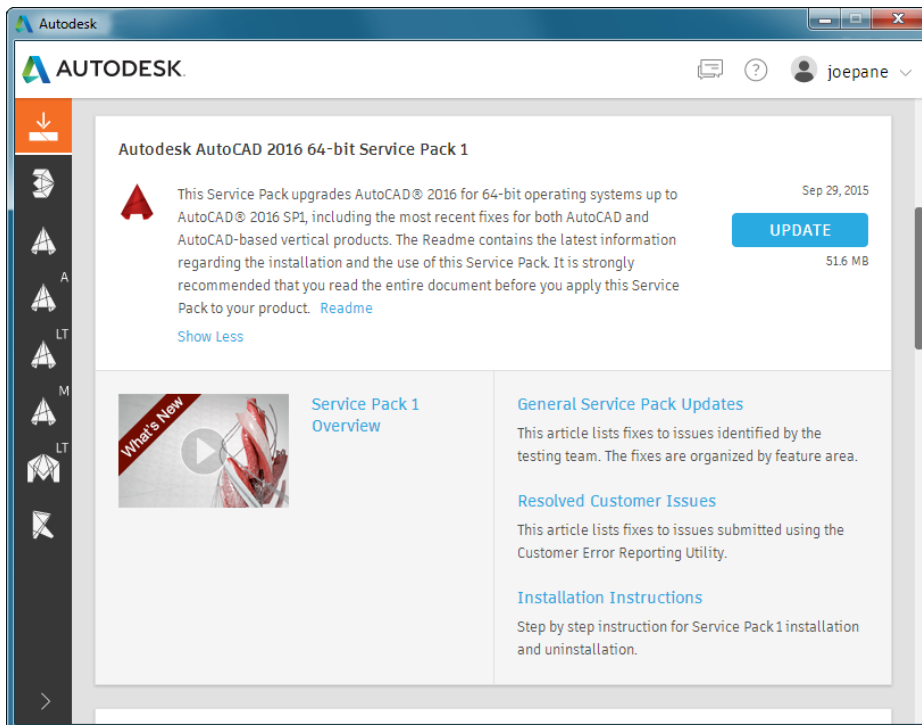 Autodesk
AUTODESK.
joepane
Autodesk AutoCAD 2016 64-bit Service Pack 1
This Service Pack upgrades AutoCAD® 2016 for 64-bit operating systems up to
AutoCAD® 2016 SP1, including the most recent fixes for both AutoCAD and
AutoCAD-based vertical products. The Readme contains the latest information
regarding the installation and the use of this Service Pack. It is strongly
recommended that you read the entire document before you apply this Service
Pack to your product. Readme
Show Less
Sep 29, 2015
UPDATE
51.6 MB
A
LT
M
LT
What's New
Service Pack 1
Overview
General Service Pack Updates
This article lists fixes to issues identified by the
testing team. The fixes are organized by feature area.
Resolved Customer Issues
This article lists fixes to issues submitted using the
Customer Error Reporting Utility.
Installation Instructions
Step by step instruction for Service Pack 1 installation
and uninstallation.